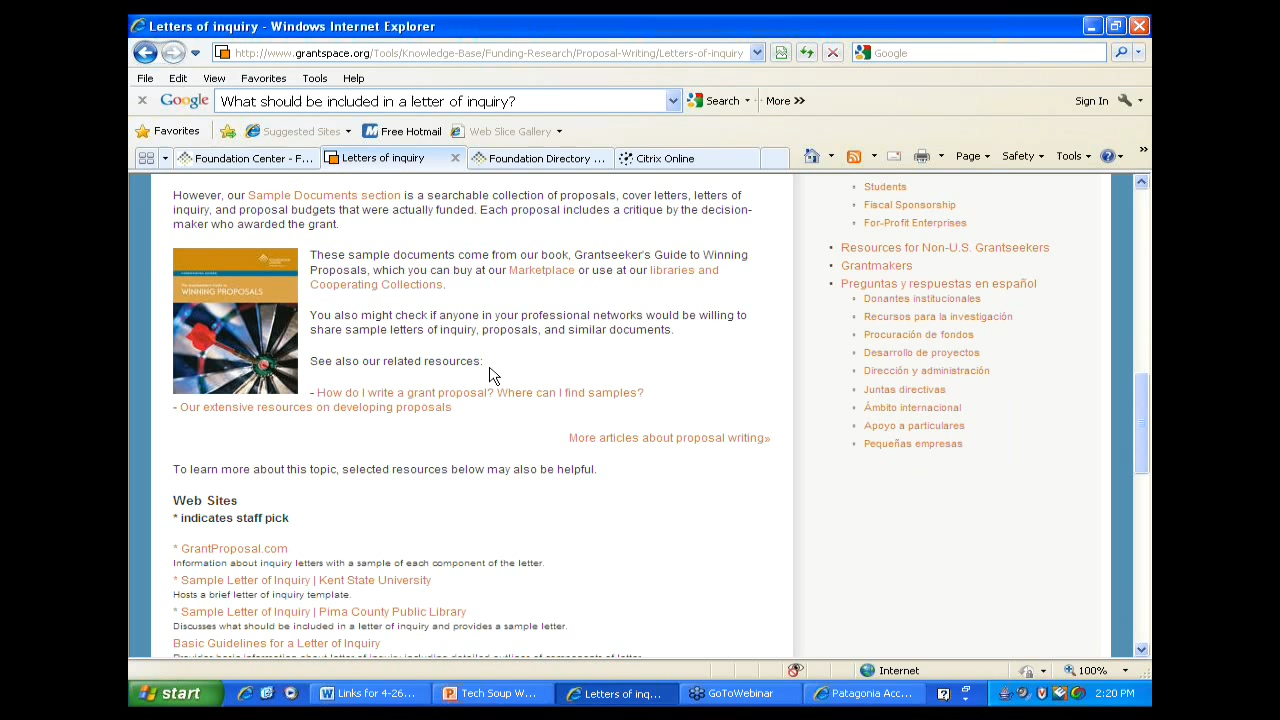 Letters of inquiry - Windows Internet Explorer
http://www.grantspace.org/Tools/Knowledge-Base/Funding-Research/Proposal-Writing/Letters-of-inquiry
Google
File Edit View Favorites Tools Help
Google What should be included in a letter of inquiry? Search More >> Sign In
Favorites Suggested Sites Free Hotmail Web Slice Gallery
Foundation Center - F... Letters of inquiry Foundation Directory ... Citrix Online Page Safety Tools
However, our Sample Documents section is a searchable collection of proposals, cover letters, letters of
inquiry, and proposal budgets that were actually funded. Each proposal includes a critique by the decision-
maker who awarded the grant.
WINNING PROPOSALS
These sample documents come from our book, Grantseeker's Guide to Winning
Proposals, which you can buy at our Marketplace or use at our libraries and
Cooperating Collections.
You also might check if anyone in your professional networks would be willing to
share sample letters of inquiry, proposals, and similar documents.
See also our related resources:
- How do I write a grant proposal? Where can I find samples?
- Our extensive resources on developing proposals
More articles about proposal writing»
To learn more about this topic, selected resources below may also be helpful.
Web Sites
* indicates staff pick
* GrantProposal.com
Information about inquiry letters with a sample of each component of the letter.
* Sample Letter of Inquiry | Kent State University
Hosts a brief letter of inquiry template.
* Sample Letter of Inquiry | Pima County Public Library
Discusses what should be included in a letter of inquiry and provides a sample letter.
Basic Guidelines for a Letter of Inquiry
Students
Fiscal Sponsorship
For-Profit Enterprises
Resources for Non-U.S. Grantseekers
Grantmakers
Preguntas y respuestas en español
Donantes institucionales
Recursos para la investigación
Procuración de fondos
Desarrollo de proyectos
Dirección y administración
Juntas directivas
Ámbito internacional
Apoyo a particulares
Pequeñas empresas
Internet 100%
start Links for 4-26... Tech Soup W... Letters of inq... GoToWebinar Patagonia Acc... 2:20 PM